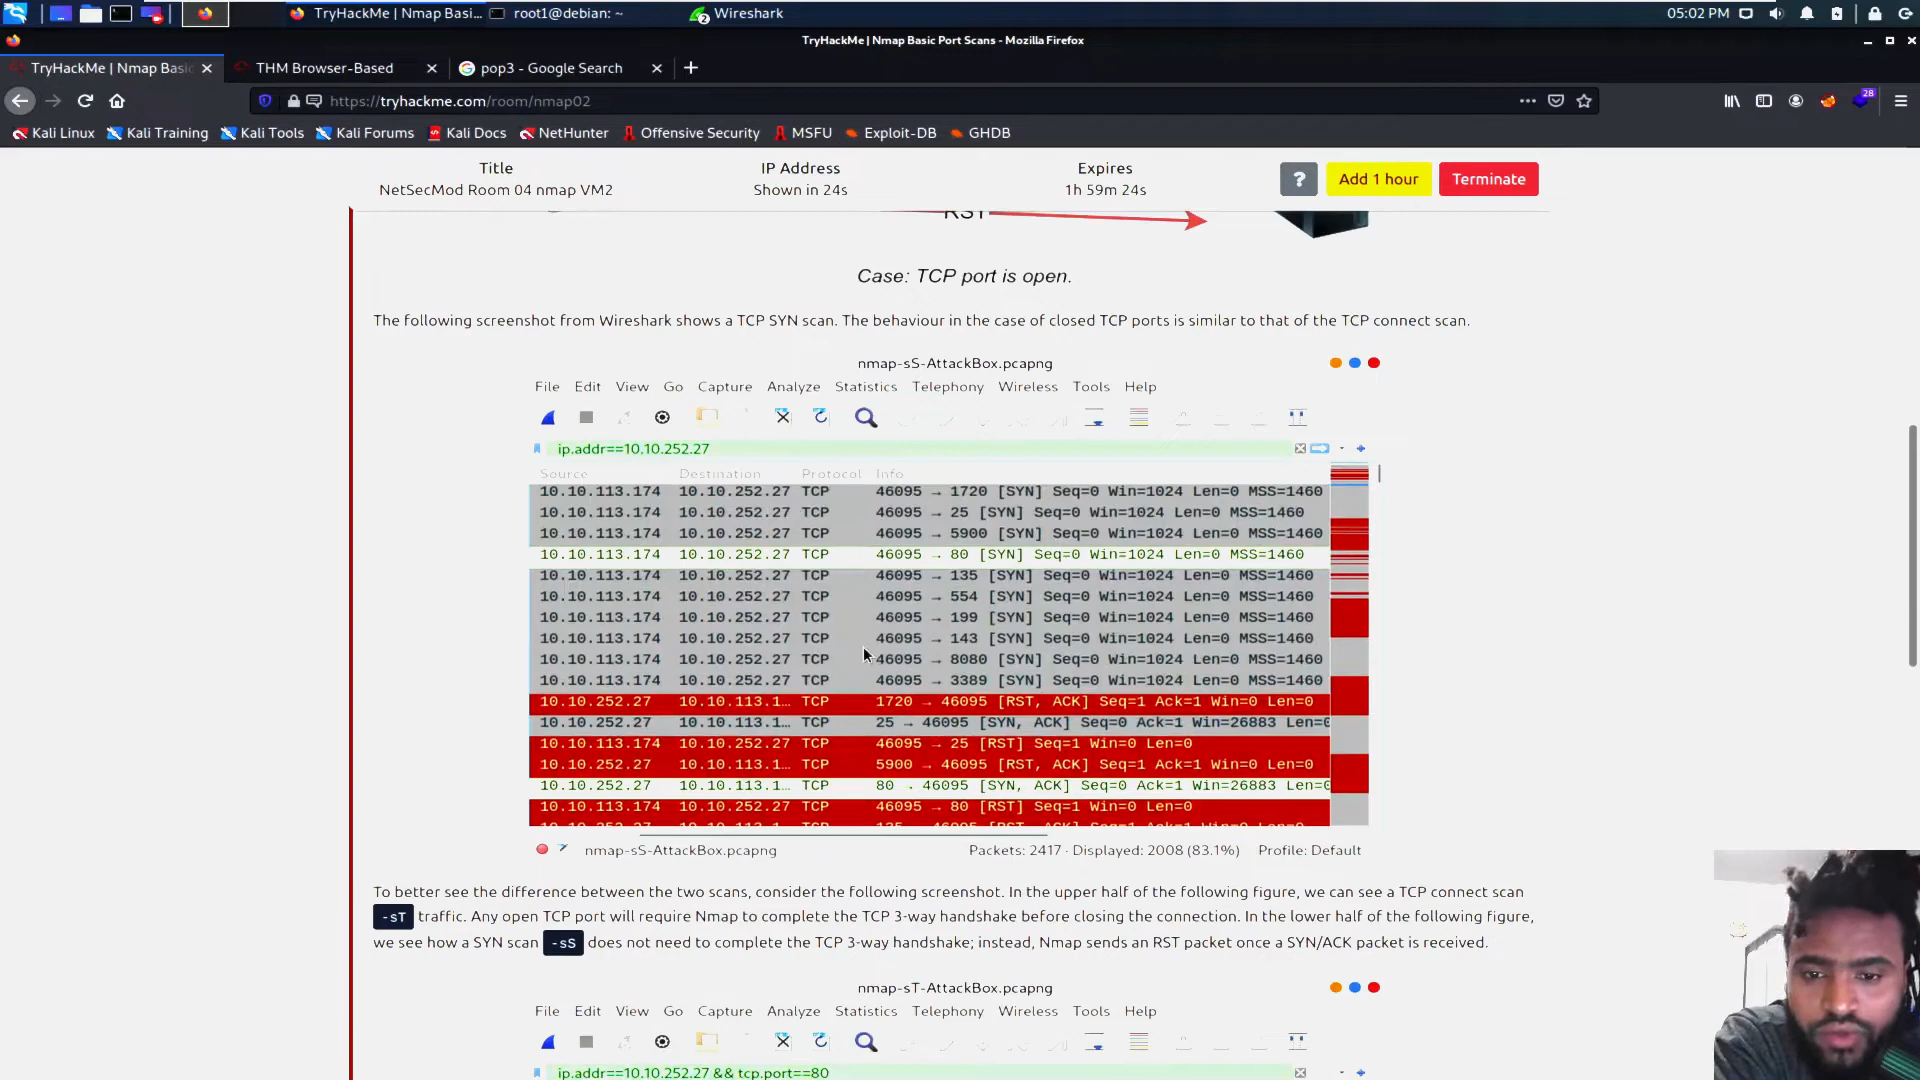 TryHackMe | Nmap Basi... root1@debian: ~ Wireshark 05:02 PM
2
TryHackMe | Nmap Basic Port Scans - Mozilla Firefox
TryHackMe | Nmap Basi THM Browser-Based pop3 - Google Search
https://tryhackme.com/room/nmap02
28
Kali Linux Kali Training Kali Tools Kali Forums Kali Docs NetHunter Offensive Security MSFU Exploit-DB GHDB
Title IP Address Expires
NetSecMod Room 04 nmap VM2 Shown in 24s 1h 59m 24s
? Add 1 hour Terminate
RST
Case: TCP port is open.
The following screenshot from Wireshark shows a TCP SYN scan. The behaviour in the case of closed TCP ports is similar to that of the TCP connect scan.
nmap-sS-AttackBox.pcapng
File Edit View Go Capture Analyze Statistics Telephony Wireless Tools Help
ip.addr==10.10.252.27
Source Destination Protocol Info
10.10.113.174 10.10.252.27 TCP 46095 → 1720 [SYN] Seq=0 Win=1024 Len=0 MSS=1460
10.10.113.174 10.10.252.27 TCP 46095 → 25 [SYN] Seq=0 Win=1024 Len=0 MSS=1460
10.10.113.174 10.10.252.27 TCP 46095 → 5900 [SYN] Seq=0 Win=1024 Len=0 MSS=1460
10.10.113.174 10.10.252.27 TCP 46095 → 80 [SYN] Seq=0 Win=1024 Len=0 MSS=1460
10.10.113.174 10.10.252.27 TCP 46095 → 135 [SYN] Seq=0 Win=1024 Len=0 MSS=1460
10.10.113.174 10.10.252.27 TCP 46095 → 554 [SYN] Seq=0 Win=1024 Len=0 MSS=1460
10.10.113.174 10.10.252.27 TCP 46095 → 199 [SYN] Seq=0 Win=1024 Len=0 MSS=1460
10.10.113.174 10.10.252.27 TCP 46095 → 143 [SYN] Seq=0 Win=1024 Len=0 MSS=1460
10.10.113.174 10.10.252.27 TCP 46095 → 8080 [SYN] Seq=0 Win=1024 Len=0 MSS=1460
10.10.113.174 10.10.252.27 TCP 46095 → 3389 [SYN] Seq=0 Win=1024 Len=0 MSS=1460
10.10.252.27 10.10.113.1… TCP 1720 → 46095 [RST, ACK] Seq=1 Ack=1 Win=0 Len=0
10.10.252.27 10.10.113.1… TCP 25 → 46095 [SYN, ACK] Seq=0 Ack=1 Win=26883 Len=0
10.10.113.174 10.10.252.27 TCP 46095 → 25 [RST] Seq=1 Win=0 Len=0
10.10.252.27 10.10.113.1… TCP 5900 → 46095 [RST, ACK] Seq=1 Ack=1 Win=0 Len=0
10.10.252.27 10.10.113.1… TCP 80 → 46095 [SYN, ACK] Seq=0 Ack=1 Win=26883 Len=0
10.10.113.174 10.10.252.27 TCP 46095 → 80 [RST] Seq=1 Win=0 Len=0
10.10.252.27 10.10.113.1… TCP 135 → 46095 [RST, ACK] Seq=1 Ack=1 Win=0 Len=0
nmap-sS-AttackBox.pcapng Packets: 2417 · Displayed: 2008 (83.1%) Profile: Default
To better see the difference between the two scans, consider the following screenshot. In the upper half of the following figure, we can see a TCP connect scan
-sT traffic. Any open TCP port will require Nmap to complete the TCP 3-way handshake before closing the connection. In the lower half of the following figure,
we see how a SYN scan -sS does not need to complete the TCP 3-way handshake; instead, Nmap sends an RST packet once a SYN/ACK packet is received.
nmap-sT-AttackBox.pcapng
File Edit View Go Capture Analyze Statistics Telephony Wireless Tools Help
ip.addr==10.10.252.27 && tcp.port==80